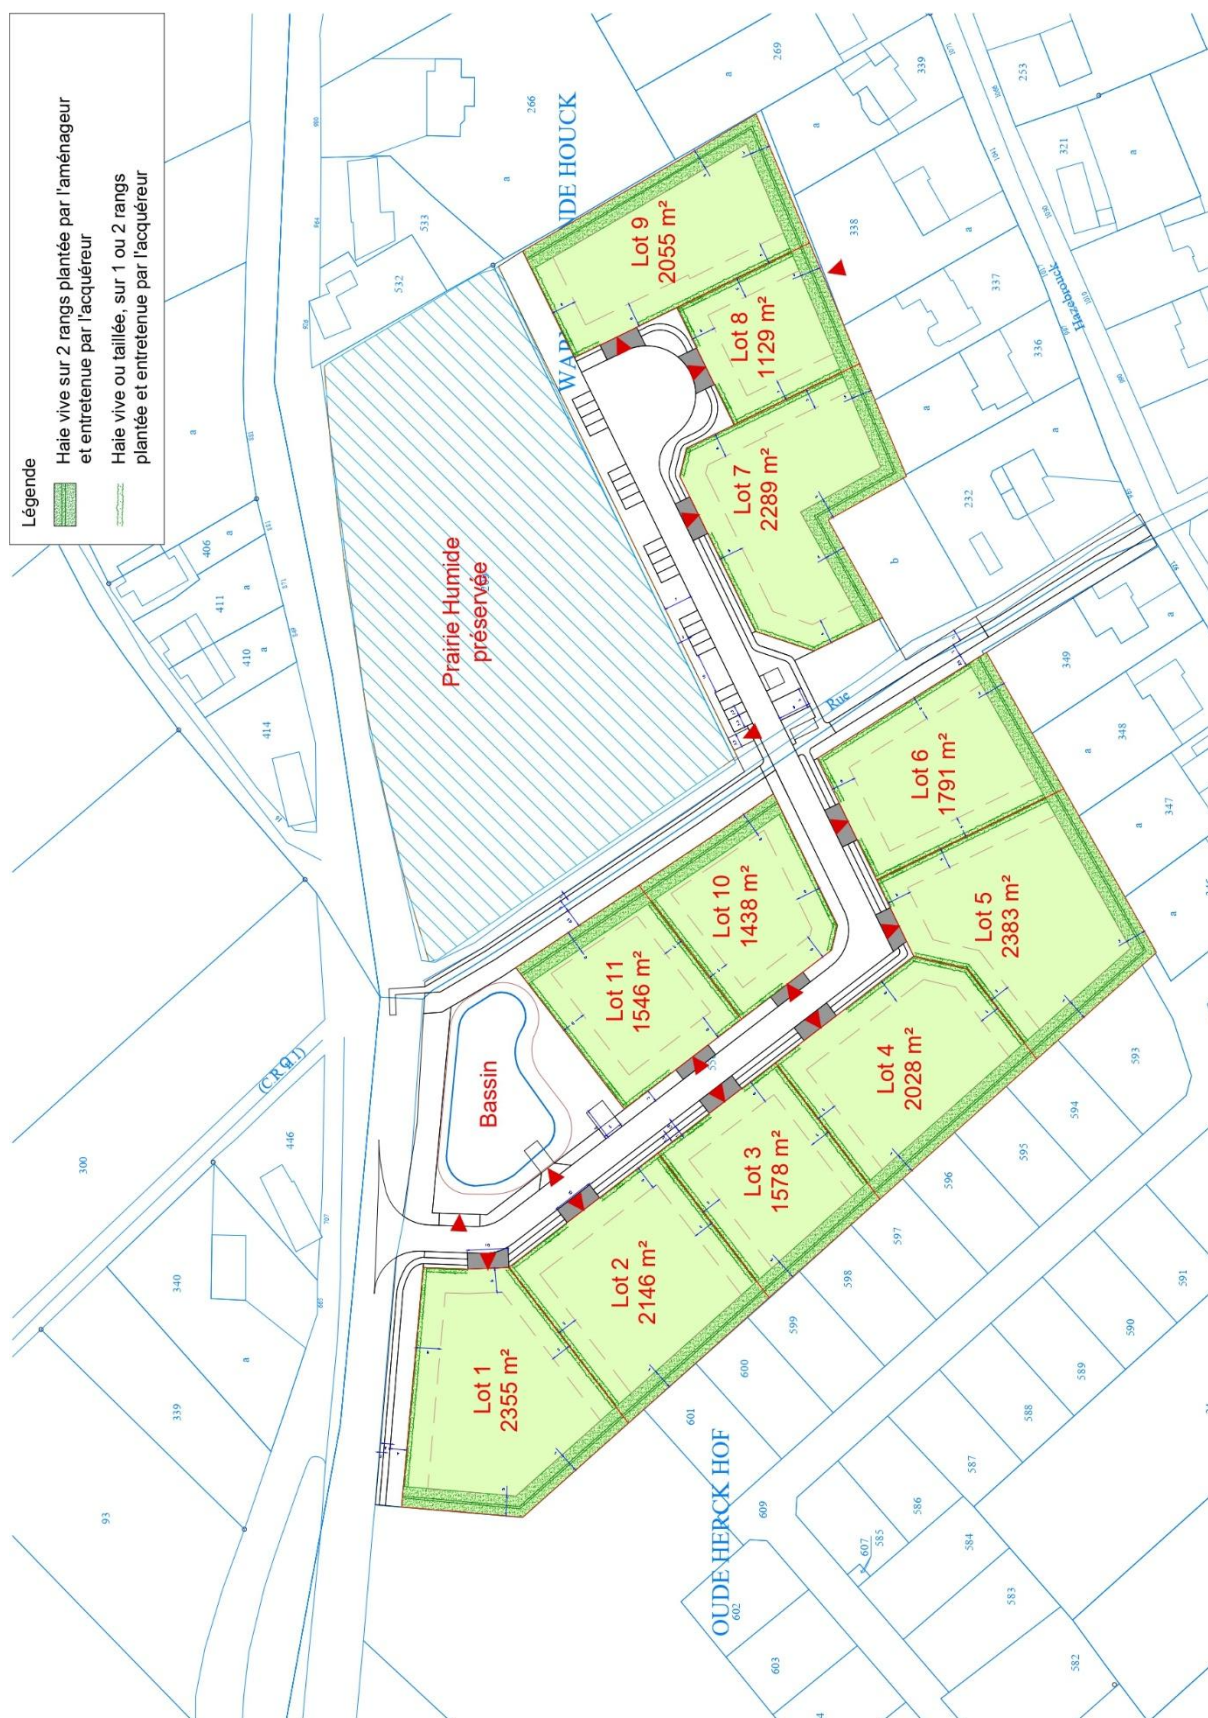 Légende
Haie vive sur 2 rangs plantée par l'aménageur
et entretenue par l'acquéreur
Haie vive ou taillée, sur 1 ou 2 rangs
plantée et entretenue par l'acquéreur
Prairie Humide
préservée
Bassin
Lot 1
2355 m²
Lot 2
2146 m²
Lot 3
1578 m²
Lot 4
2028 m²
Lot 5
2383 m²
Lot 6
1791 m²
Lot 7
2289 m²
Lot 8
1129 m²
Lot 9
2055 m²
Lot 10
1438 m²
Lot 11
1546 m²
OUDE HERCK HOF
HOUCK
Rue
Hazebrouck
93
339
340
a
300
446
414
410
a
411
406
a
a
532
533
266
a
a
269
339
253
a
338
a
321
a
337
a
336
a
a
232
b
349
a
348
a
347
a
a
593
594
595
596
597
598
599
600
601
602
603
609
607
585
586
587
588
589
590
591
584
583
582